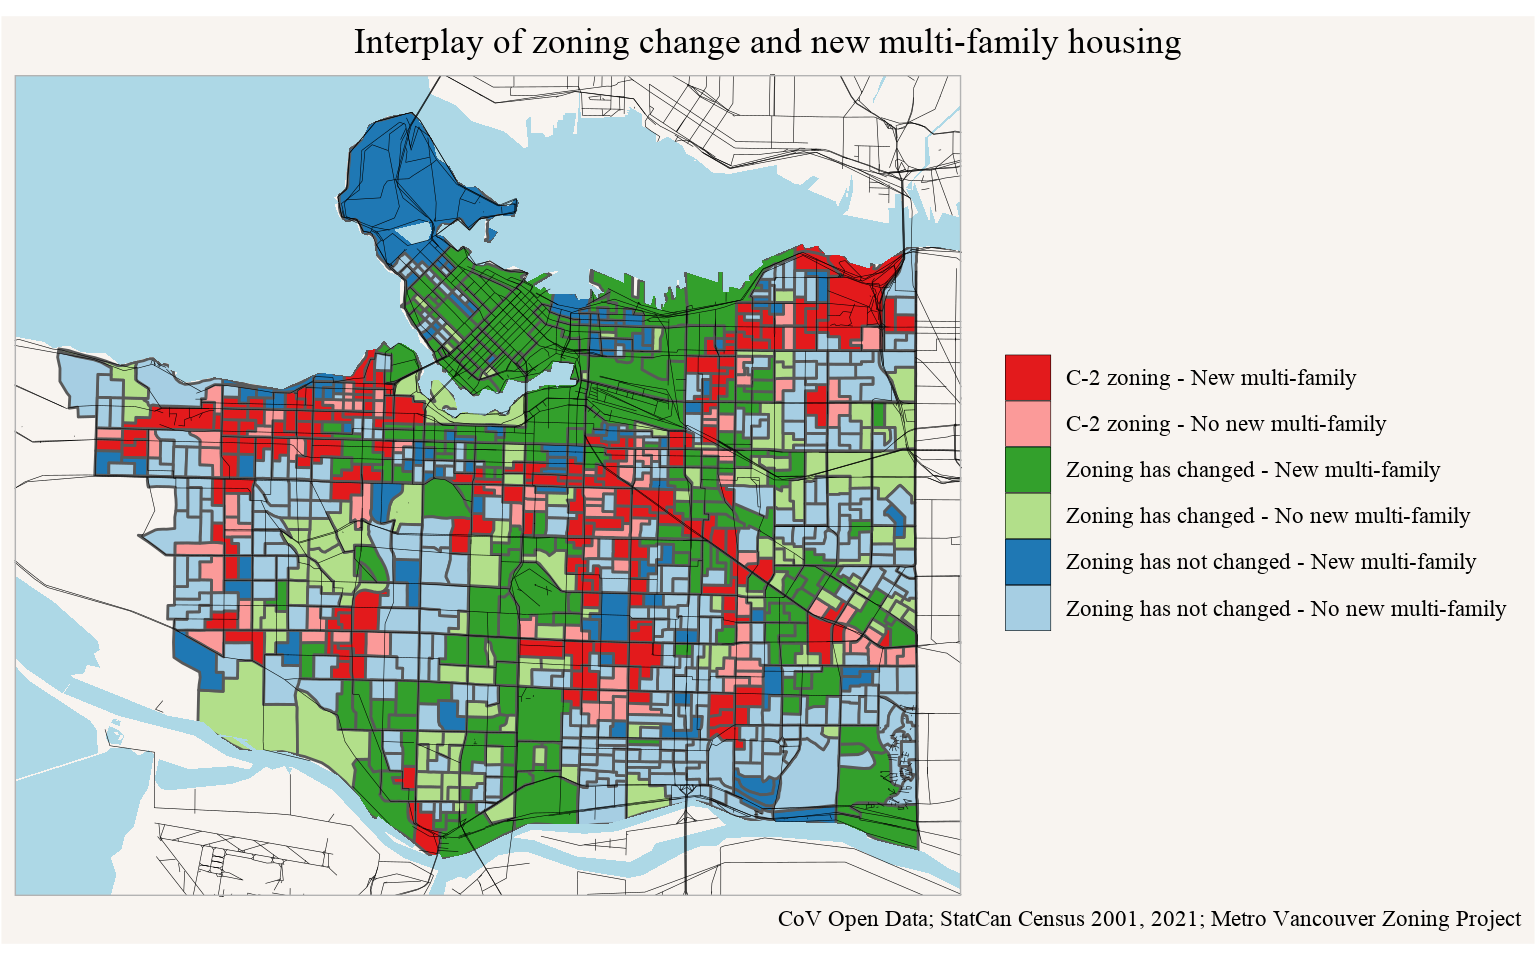 Interplay of zoning change and new multi-family housing
C-2 zoning - New multi-family
C-2 zoning - No new multi-family
Zoning has changed - New multi-family
Zoning has changed - No new multi-family
Zoning has not changed - New multi-family
Zoning has not changed - No new multi-family
CoV Open Data; StatCan Census 2001, 2021; Metro Vancouver Zoning Project